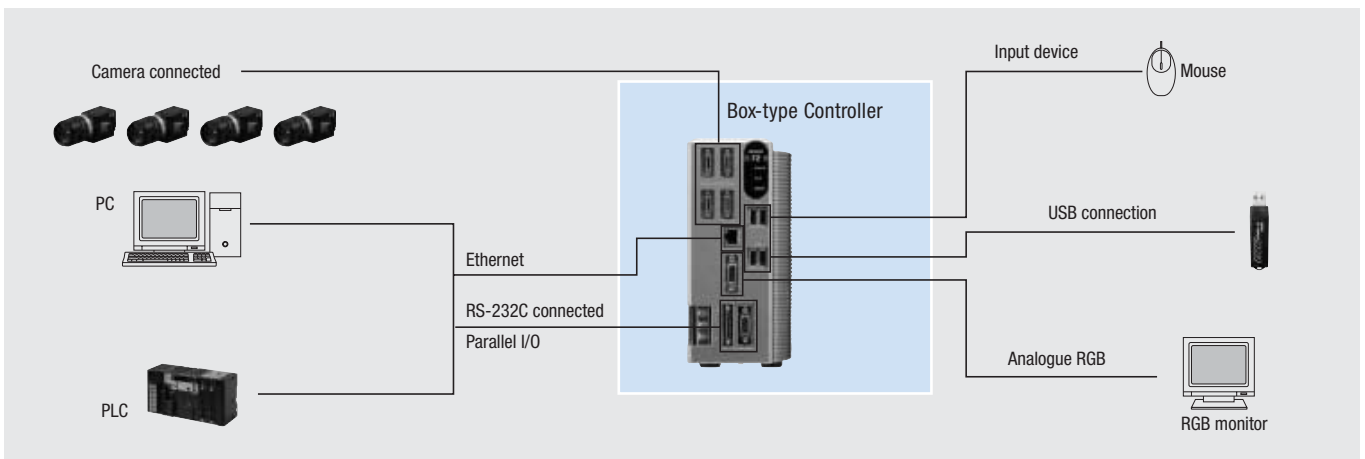 Camera connected
Box-type Controller
Input device
Mouse
PC
USB connection
Ethernet
RS-232C connected
Parallel I/O
Analogue RGB
PLC
RGB monitor